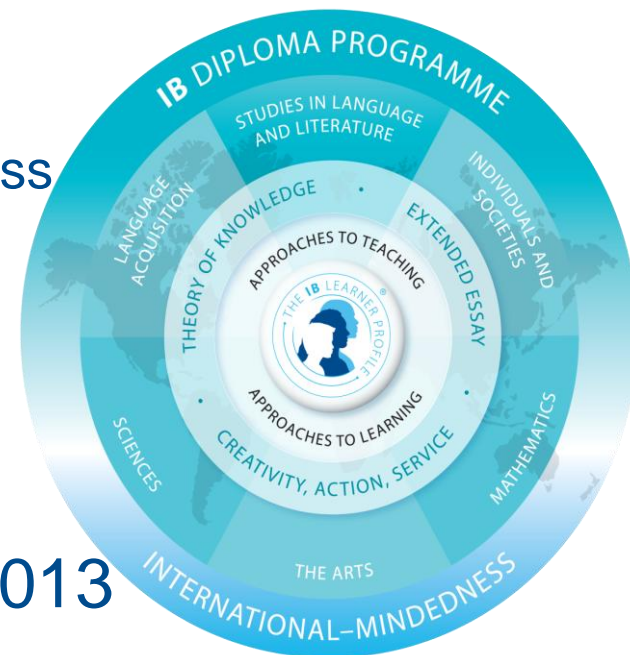 IB DIPLOMA PROGRAMME
STUDIES IN LANGUAGE
AND LITERATURE
ss
LANGUAGE
ACQUISITION
INDIVIDUALS AND
SOCIETIES
THEORY OF KNOWLEDGE
EXTENDED ESSAY
APPROACHES TO TEACHING
THE IB LEARNER PROFILE ®
APPROACHES TO LEARNING
CREATIVITY, ACTION, SERVICE
SCIENCES
MATHEMATICS
THE ARTS
013
INTERNATIONAL–MINDEDNESS